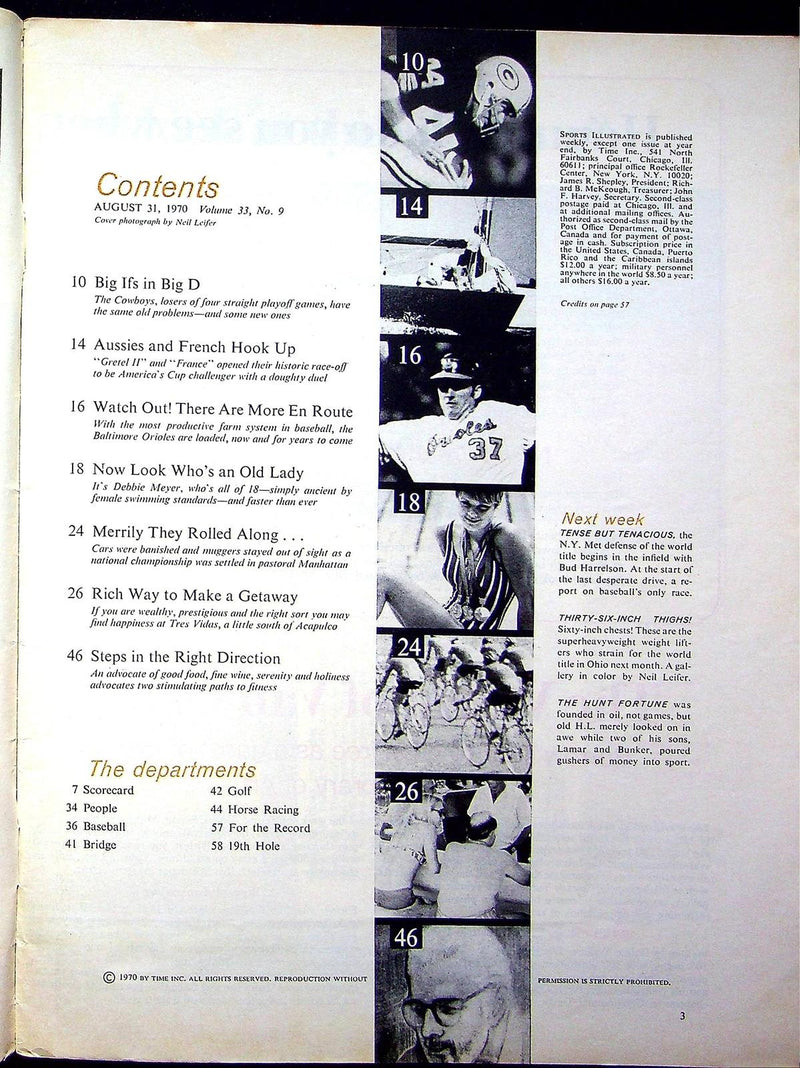 Contents
AUGUST 31, 1970 Volume 33, No. 9
Cover photograph by Neil Leifer
10 Big Ifs in Big D
The Cowboys, losers of four straight playoff games, have
the same old problems—and some new ones
14 Aussies and French Hook Up
"Gretel II" and "France" opened their historic race-off
to be America's Cup challenger with a doughty duel
16 Watch Out! There Are More En Route
With the most productive farm system in baseball, the
Baltimore Orioles are loaded, now and for years to come
18 Now Look Who's an Old Lady
It's Debbie Meyer, who's all of 18—simply ancient by
female swimming standards—and faster than ever
24 Merrily They Rolled Along . . .
Cars were banished and muggers stayed out of sight as a
national championship was settled in pastoral Manhattan
26 Rich Way to Make a Getaway
If you are wealthy, prestigious and the right sort you may
find happiness at Tres Vidas, a little south of Acapulco
46 Steps in the Right Direction
An advocate of good food, fine wine, serenity and holiness
advocates two stimulating paths to fitness
The departments
7 Scorecard
34 People
36 Baseball
41 Bridge
42 Golf
44 Horse Racing
57 For the Record
58 19th Hole
10
14
16
Orioles
37
18
24
26
46
SPORTS ILLUSTRATED is published
weekly, except one issue at year
end, by Time Inc., 541 North
Fairbanks Court, Chicago, Ill.
60611; principal office Rockefeller
Center, New York, N.Y. 10020;
James R. Shepley, President; Rich-
ard B. McKeough, Treasurer; John
F. Harvey, Secretary. Second-class
postage paid at Chicago, Ill. and
at additional mailing offices. Au-
thorized as second-class mail by the
Post Office Department, Ottawa,
Canada and for payment of post-
age in cash. Subscription price in
the United States, Canada, Puerto
Rico and the Caribbean islands
$12.00 a year; military personnel
anywhere in the world $8.50 a year;
all others $16.00 a year.
Credits on page 57
Next week
TENSE BUT TENACIOUS, the
N.Y. Met defense of the world
title begins in the infield with
Bud Harrelson. At the start of
the last desperate drive, a re-
port on baseball's only race.
THIRTY-SIX-INCH THIGHS!
Sixty-inch chests! These are the
superheavyweight weight lift-
ers who strain for the world
title in Ohio next month. A gal-
lery in color by Neil Leifer.
THE HUNT FORTUNE was
founded in oil, not games, but
old H.L. merely looked on in
awe while two of his sons,
Lamar and Bunker, poured
gushers of money into sport.
© 1970 BY TIME INC. ALL RIGHTS RESERVED. REPRODUCTION WITHOUT PERMISSION IS STRICTLY PROHIBITED.
3